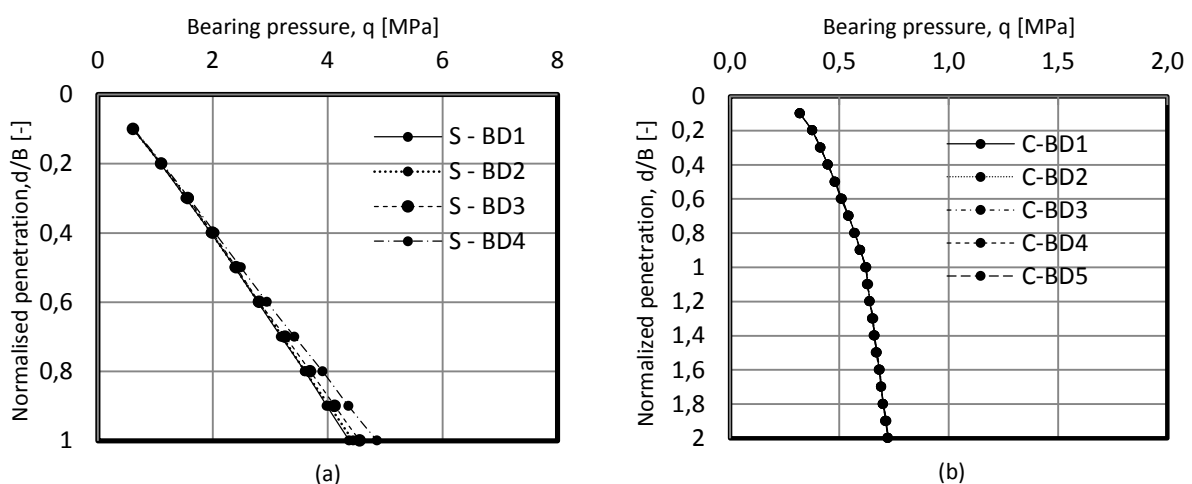 Bearing pressure, q [MPa]
0 2 4 6 8
Normalised penetration,d/B [-]
0
0,2
0,4
0,6
0,8
1
S - BD1
S - BD2
S - BD3
S - BD4
(a)
Bearing pressure, q [MPa]
0,0 0,5 1,0 1,5 2,0
Normalized penetration, d/B [-]
0
0,2
0,4
0,6
0,8
1
1,2
1,4
1,6
1,8
2
C-BD1
C-BD2
C-BD3
C-BD4
C-BD5
(b)